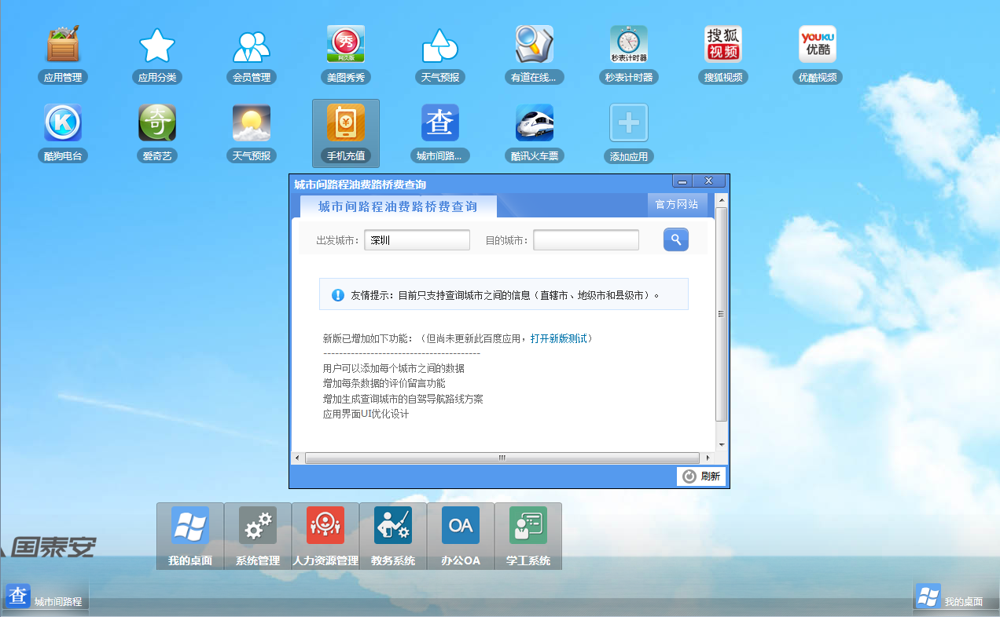 秀
网页版
秒表计时器
搜狐
视频
YOUKU
优酷
应用管理
应用分类
会员管理
美图秀秀
天气预报
有道在线...
秒表计时器
搜狐视频
优酷视频
K
奇
¥
查
酷狗电台
爱奇艺
天气预报
手机充值
城市间路...
酷讯火车票
添加应用
城市间路程油费路桥费查询
城市间路程油费路桥费查询
官方网站
出发城市： 深圳 目的城市：
友情提示：目前只支持查询城市之间的信息（直辖市、地级市和县级市）。
新版已增加如下功能：（但尚未更新此百度应用，打开新版测试）
----------------------------------------
用户可以添加每个城市之间的数据
增加每条数据的评价留言功能
增加生成查询城市的自驾导航路线方案
应用界面UI优化设计
刷新
OA
我的桌面
系统管理
人力资源管理
教务系统
办公OA
学工系统
国泰安
查 城市间路程
我的桌面